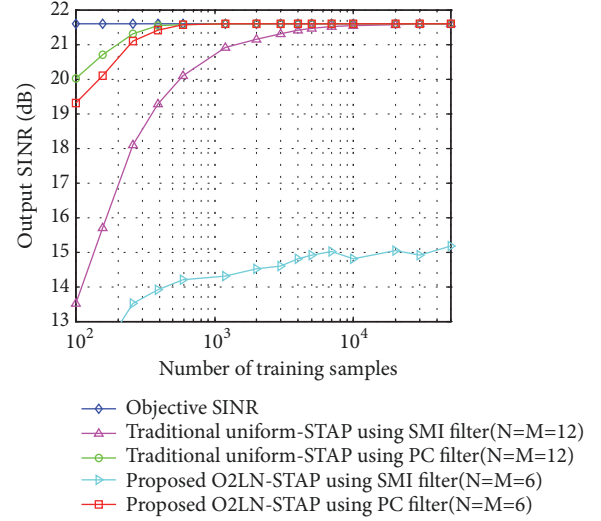 22
21
20
19
18
17
16
15
14
13
Output SINR (dB)
10²
10³
10⁴
Number of training samples
Objective SINR
Traditional uniform-STAP using SMI filter(N=M=12)
Traditional uniform-STAP using PC filter(N=M=12)
Proposed O2LN-STAP using SMI filter(N=M=6)
Proposed O2LN-STAP using PC filter(N=M=6)